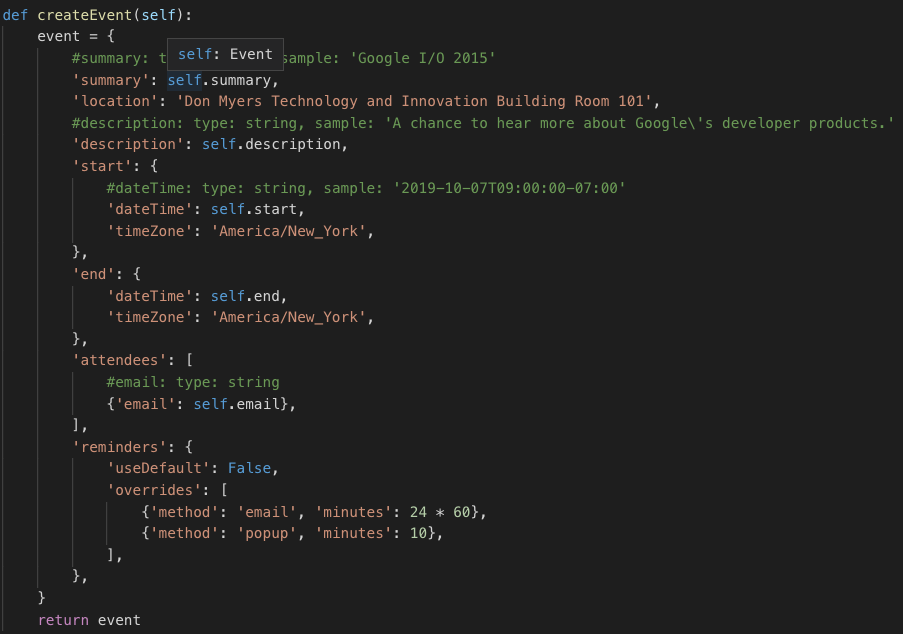 def createEvent(self):
    event = {
        #summary: t
self: Event
ample: 'Google I/O 2015'
        'summary': self.summary,
        'location': 'Don Myers Technology and Innovation Building Room 101',
        #description: type: string, sample: 'A chance to hear more about Google\'s developer products.'
        'description': self.description,
        'start': {
            #dateTime: type: string, sample: '2019-10-07T09:00:00-07:00'
            'dateTime': self.start,
            'timeZone': 'America/New_York',
        },
        'end': {
            'dateTime': self.end,
            'timeZone': 'America/New_York',
        },
        'attendees': [
            #email: type: string
            {'email': self.email},
        ],
        'reminders': {
            'useDefault': False,
            'overrides': [
                {'method': 'email', 'minutes': 24 * 60},
                {'method': 'popup', 'minutes': 10},
            ],
        },
    }
    return event